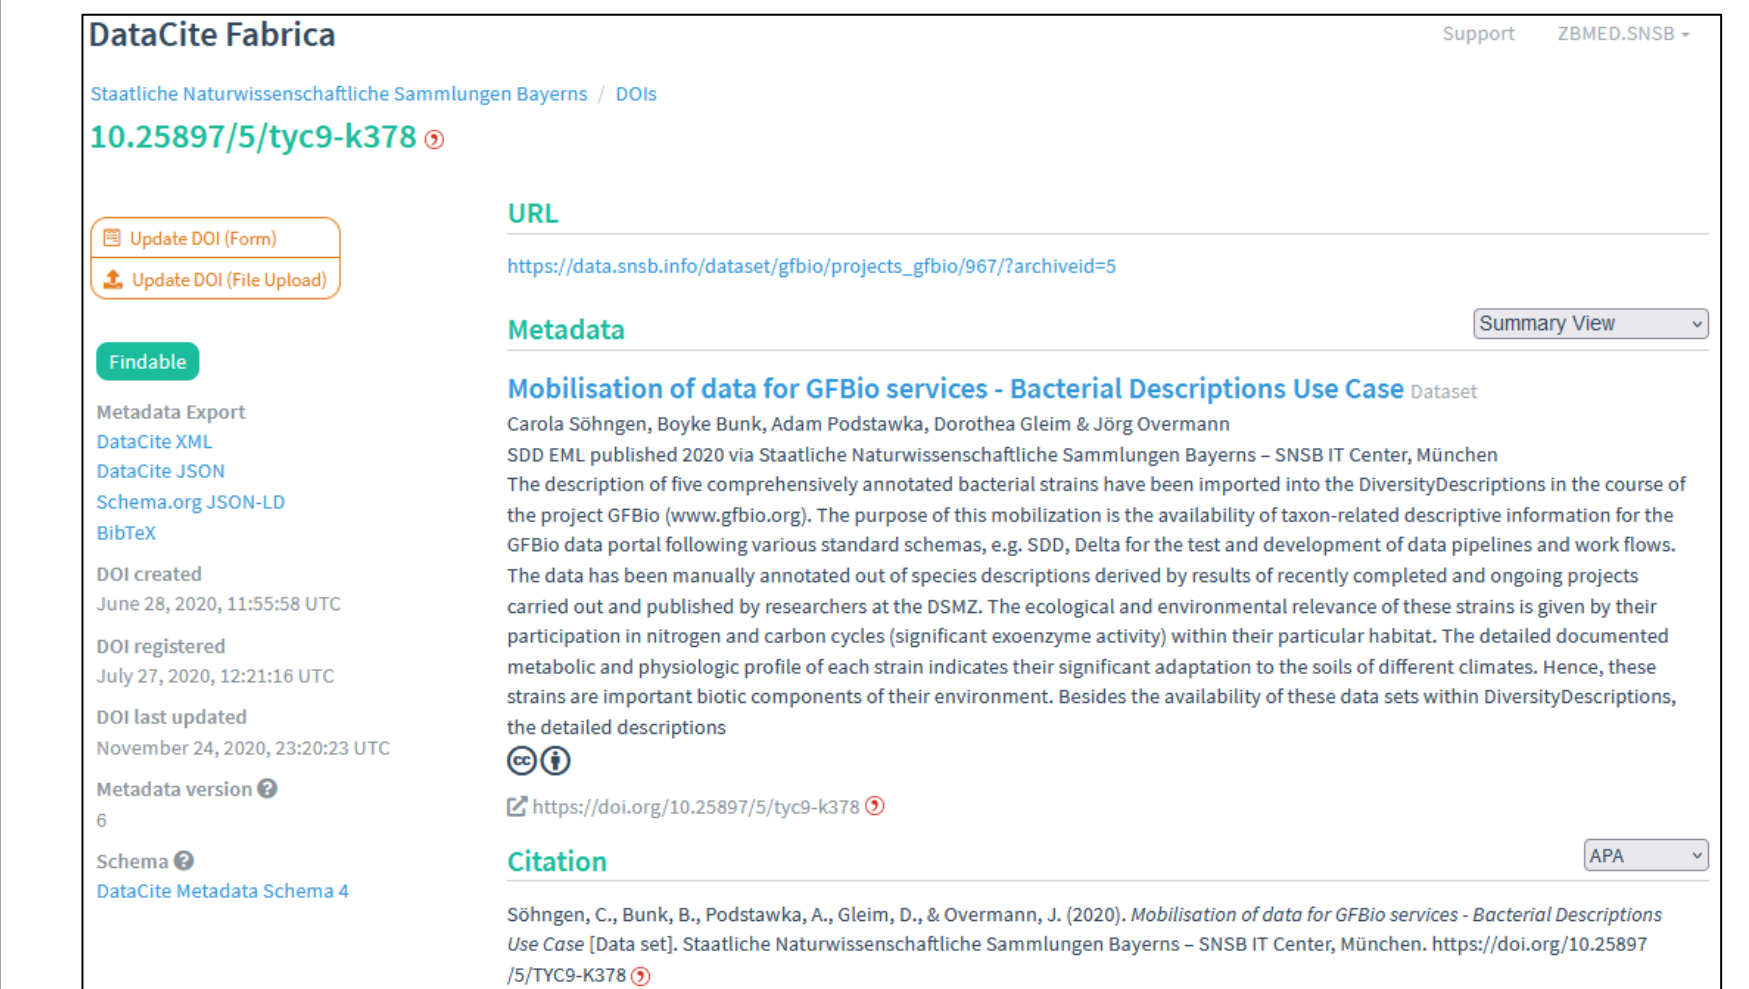 DataCite Fabrica
Support ZBMED.SNSB
Staatliche Naturwissenschaftliche Sammlungen Bayerns / DOIs
10.25897/5/tyc9-k378
Update DOI (Form)
Update DOI (File Upload)
Findable
Metadata Export
DataCite XML
DataCite JSON
Schema.org JSON-LD
BibTeX
DOI created
June 28, 2020, 11:55:58 UTC
DOI registered
July 27, 2020, 12:21:16 UTC
DOI last updated
November 24, 2020, 23:20:23 UTC
Metadata version
6
Schema
DataCite Metadata Schema 4
URL
https://data.snsb.info/dataset/gfbio/projects_gfbio/967/?archiveid=5
Metadata
Summary View
Mobilisation of data for GFBio services - Bacterial Descriptions Use Case Dataset
Carola Söhngen, Boyke Bunk, Adam Podstawka, Dorothea Gleim & Jörg Overmann
SDD EML published 2020 via Staatliche Naturwissenschaftliche Sammlungen Bayerns – SNSB IT Center, München
The description of five comprehensively annotated bacterial strains have been imported into the DiversityDescriptions in the course of
the project GFBio (www.gfbio.org). The purpose of this mobilization is the availability of taxon-related descriptive information for the
GFBio data portal following various standard schemas, e.g. SDD, Delta for the test and development of data pipelines and work flows.
The data has been manually annotated out of species descriptions derived by results of recently completed and ongoing projects
carried out and published by researchers at the DSMZ. The ecological and environmental relevance of these strains is given by their
participation in nitrogen and carbon cycles (significant exoenzyme activity) within their particular habitat. The detailed documented
metabolic and physiologic profile of each strain indicates their significant adaptation to the soils of different climates. Hence, these
strains are important biotic components of their environment. Besides the availability of these data sets within DiversityDescriptions,
the detailed descriptions
cc
https://doi.org/10.25897/5/tyc9-k378
Citation
APA
Söhngen, C., Bunk, B., Podstawka, A., Gleim, D., & Overmann, J. (2020). Mobilisation of data for GFBio services - Bacterial Descriptions
Use Case [Data set]. Staatliche Naturwissenschaftliche Sammlungen Bayerns – SNSB IT Center, München. https://doi.org/10.25897
/5/TYC9-K378